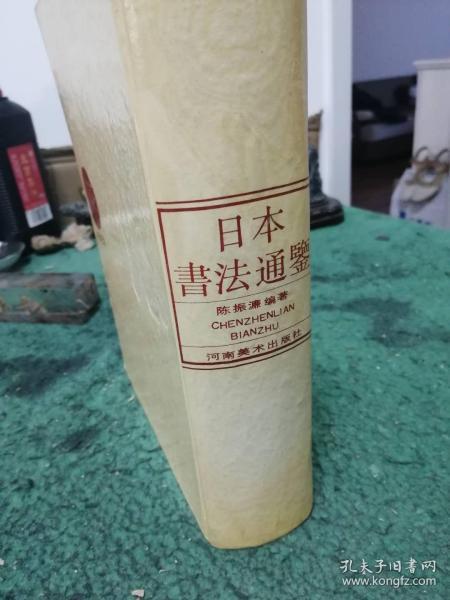 日本
書法通鑑
陈振濂编著
CHENZHENLIAN
BIANZHU
河南美术出版社
孔夫子旧书网
www.kongfz.com